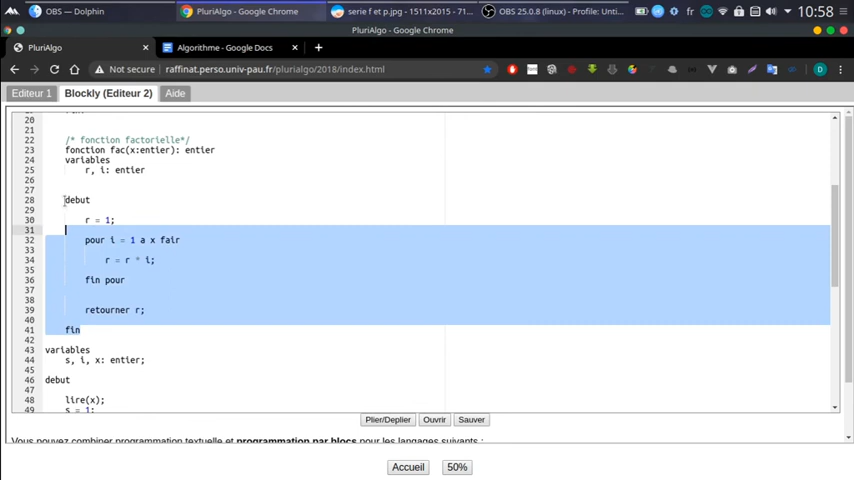 OBS — Dolphin
PluriAlgo - Google Chrome
serie f et p.jpg - 1511x2015 - 71...
OBS 25.0.8 (linux) - Profile: Unti...
fr
10:58
PluriAlgo - Google Chrome
PluriAlgo
Algorithme - Google Docs
Not secure
raffinat.perso.univ-pau.fr/plurialgo/2018/index.html
D
Editeur 1
Blockly (Editeur 2)
Aide
20
21
22 /* fonction factorielle*/
23 fonction fac(x:entier): entier
24 variables
25 r, i: entier
26
27
28 debut
29
30 r = 1;
31
32 pour i = 1 a x fair
33
34 r = r * i;
35
36 fin pour
37
38
39 retourner r;
40
41 fin
42
43 variables
44 s, i, x: entier;
45
46 debut
47
48 lire(x);
49 s = 1;
Plier/Deplier
Ouvrir
Sauver
Vous pouvez combiner programmation textuelle et programmation par blocs pour les langages suivants :
Accueil
50%